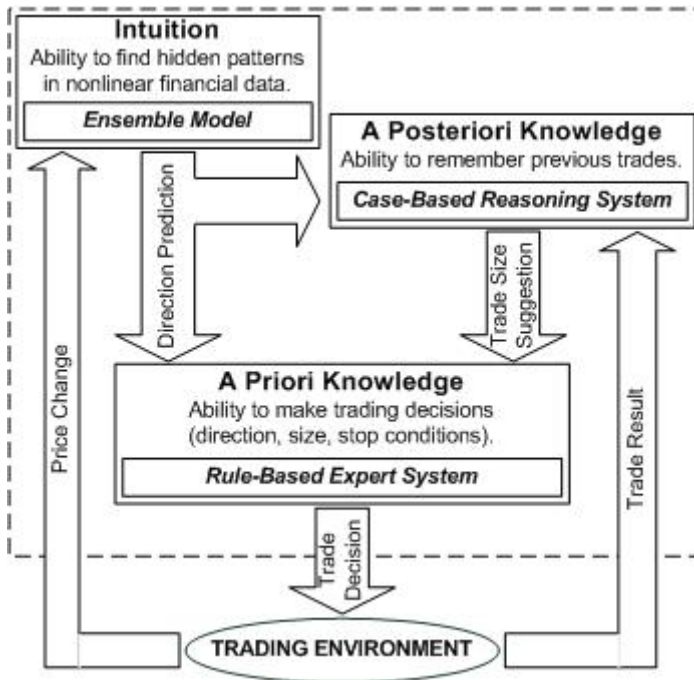 Intuition
Ability to find hidden patterns
in nonlinear financial data.
Ensemble Model
A Posteriori Knowledge
Ability to remember previous trades.
Case-Based Reasoning System
Direction Prediction
Trade Size
Suggestion
A Priori Knowledge
Ability to make trading decisions
(direction, size, stop conditions).
Rule-Based Expert System
Price Change
Trade Result
Trade
Decision
TRADING ENVIRONMENT